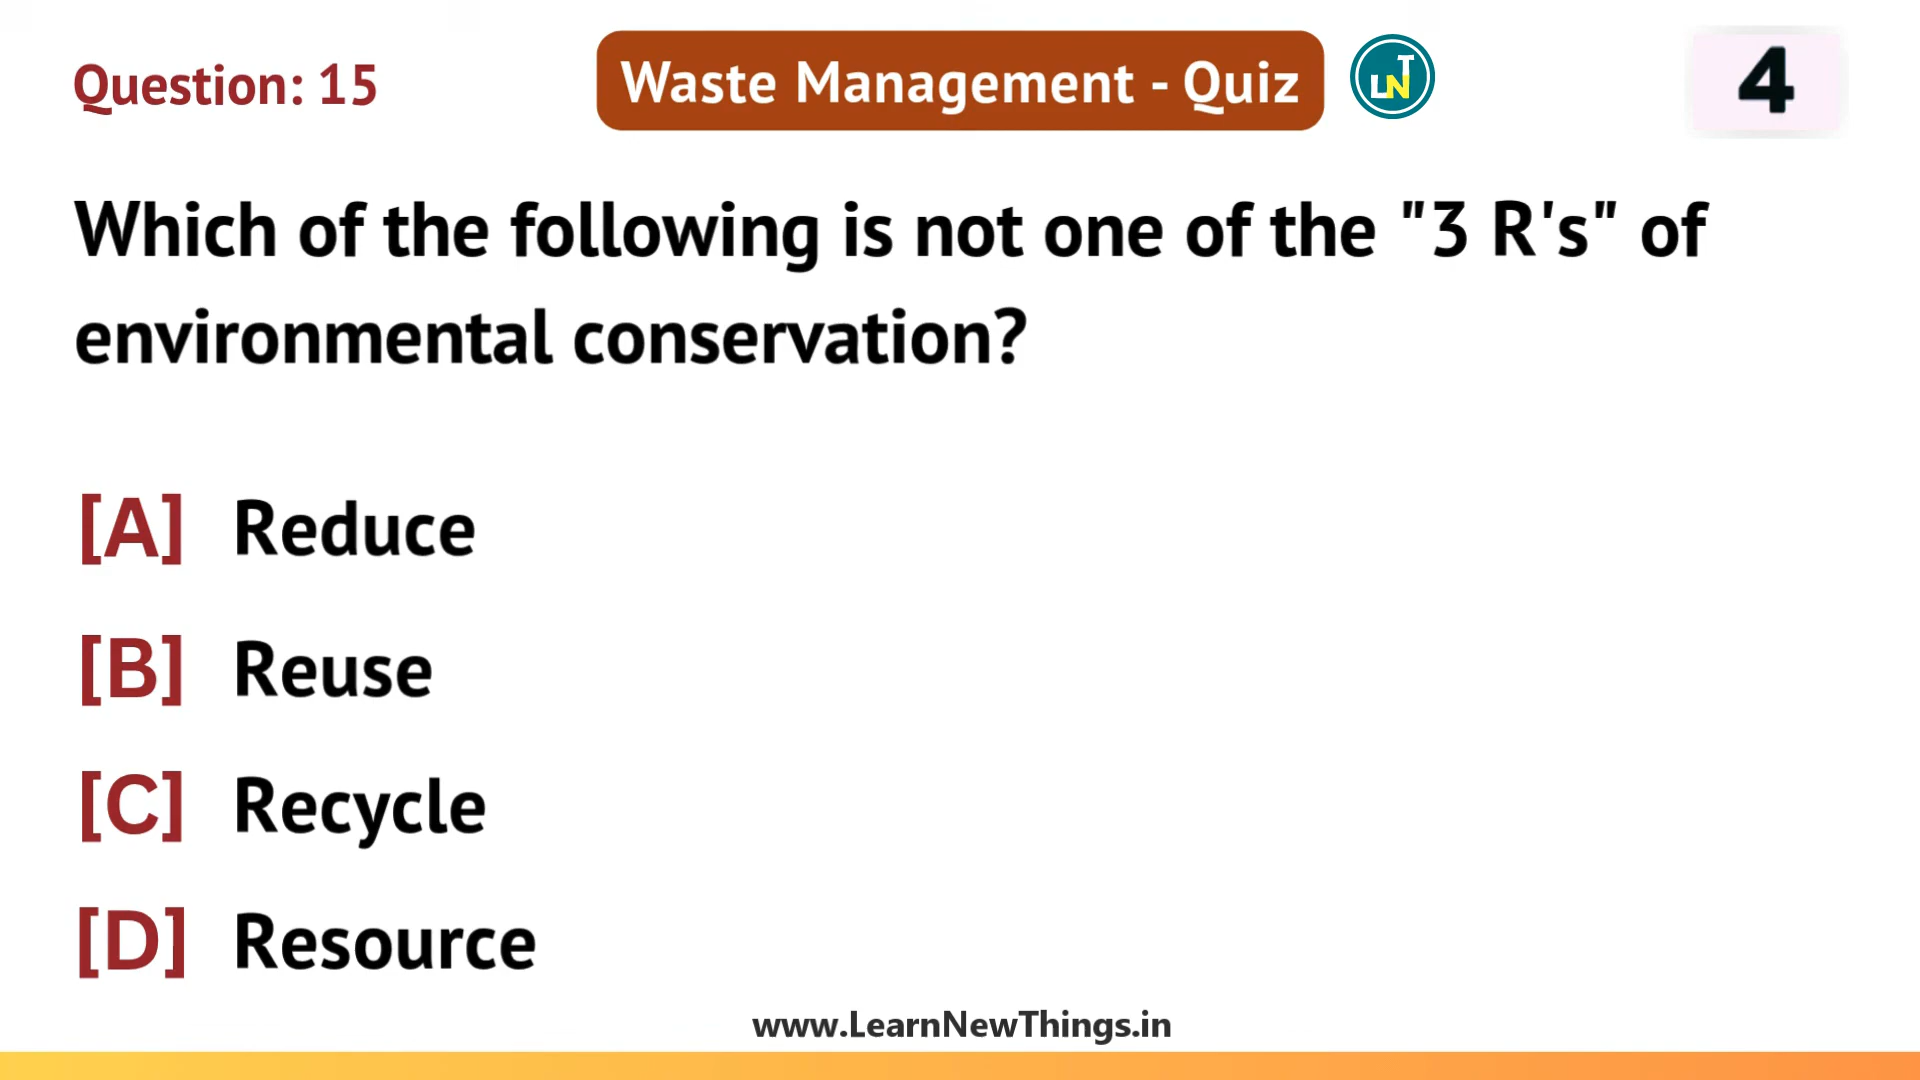 Question: 15
Waste Management - Quiz
LNT
4
Which of the following is not one of the "3 R's" of
environmental conservation?
[A] Reduce
[B] Reuse
[C] Recycle
[D] Resource
www.LearnNewThings.in